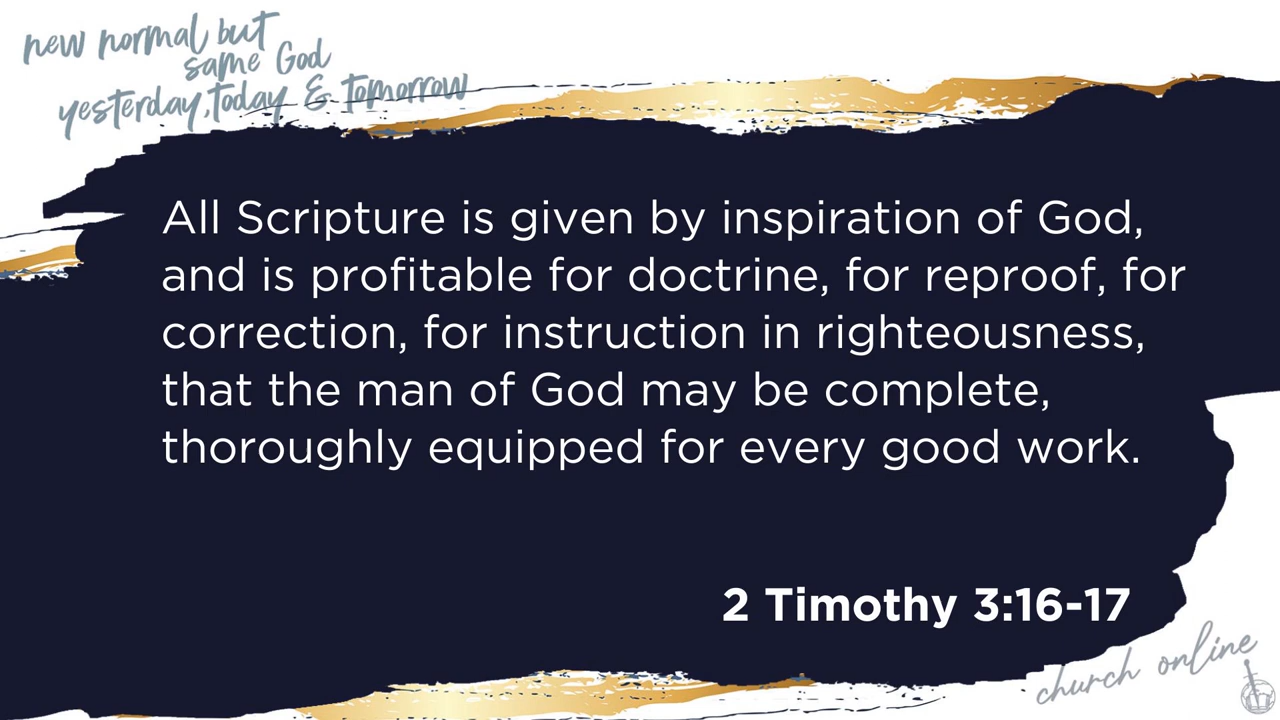 new normal but
same God
yesterday, today & tomorrow
All Scripture is given by inspiration of God,
and is profitable for doctrine, for reproof, for
correction, for instruction in righteousness,
that the man of God may be complete,
thoroughly equipped for every good work.
2 Timothy 3:16-17
church online